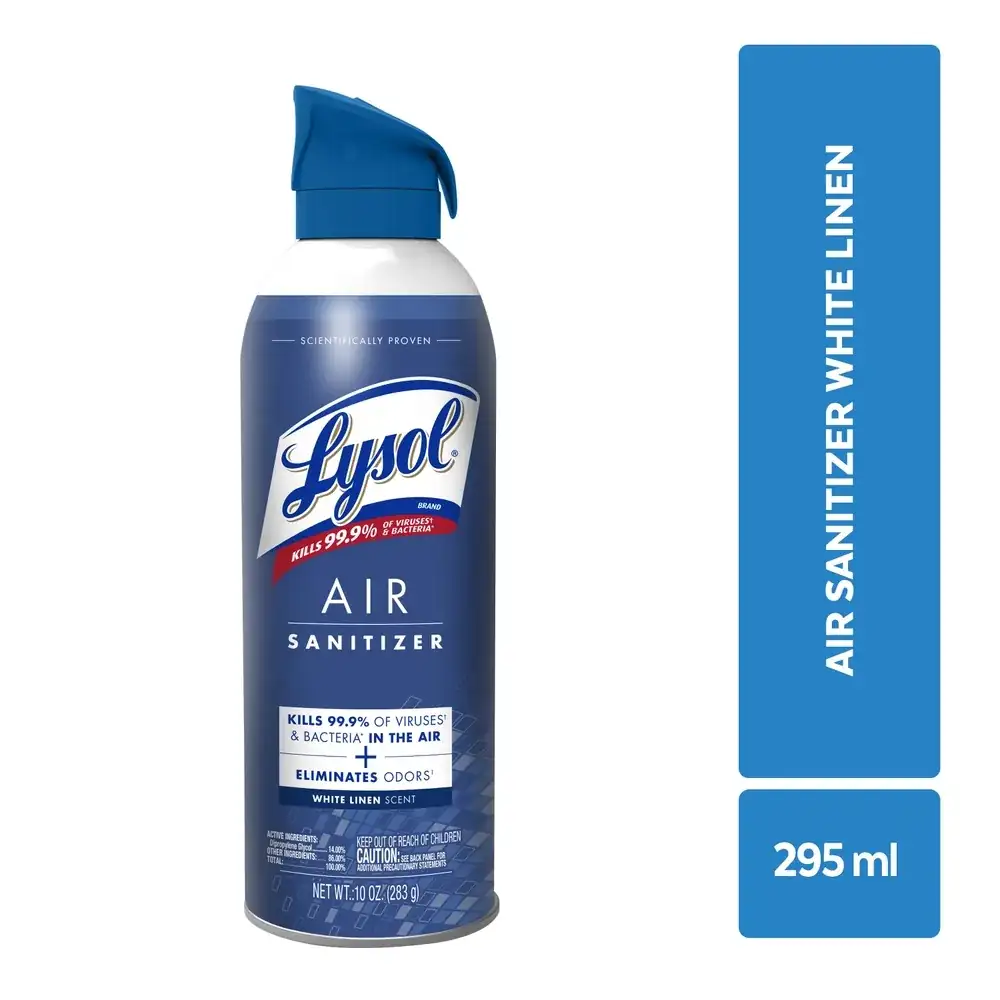 SCIENTIFICALLY PROVEN
Lysol®
BRAND
KILLS 99.9% OF VIRUSES†
& BACTERIA*
AIR
SANITIZER
KILLS 99.9% OF VIRUSES†
& BACTERIA* IN THE AIR
+
ELIMINATES ODORS‡
WHITE LINEN SCENT
ACTIVE INGREDIENTS:
Dipropylene Glycol 14.00%
OTHER INGREDIENTS: 86.00%
TOTAL: 100.00%
KEEP OUT OF REACH OF CHILDREN
CAUTION: SEE BACK PANEL FOR
ADDITIONAL PRECAUTIONARY STATEMENTS
NET WT.:10 OZ. (283 g)
AIR SANITIZER WHITE LINEN
295 ml